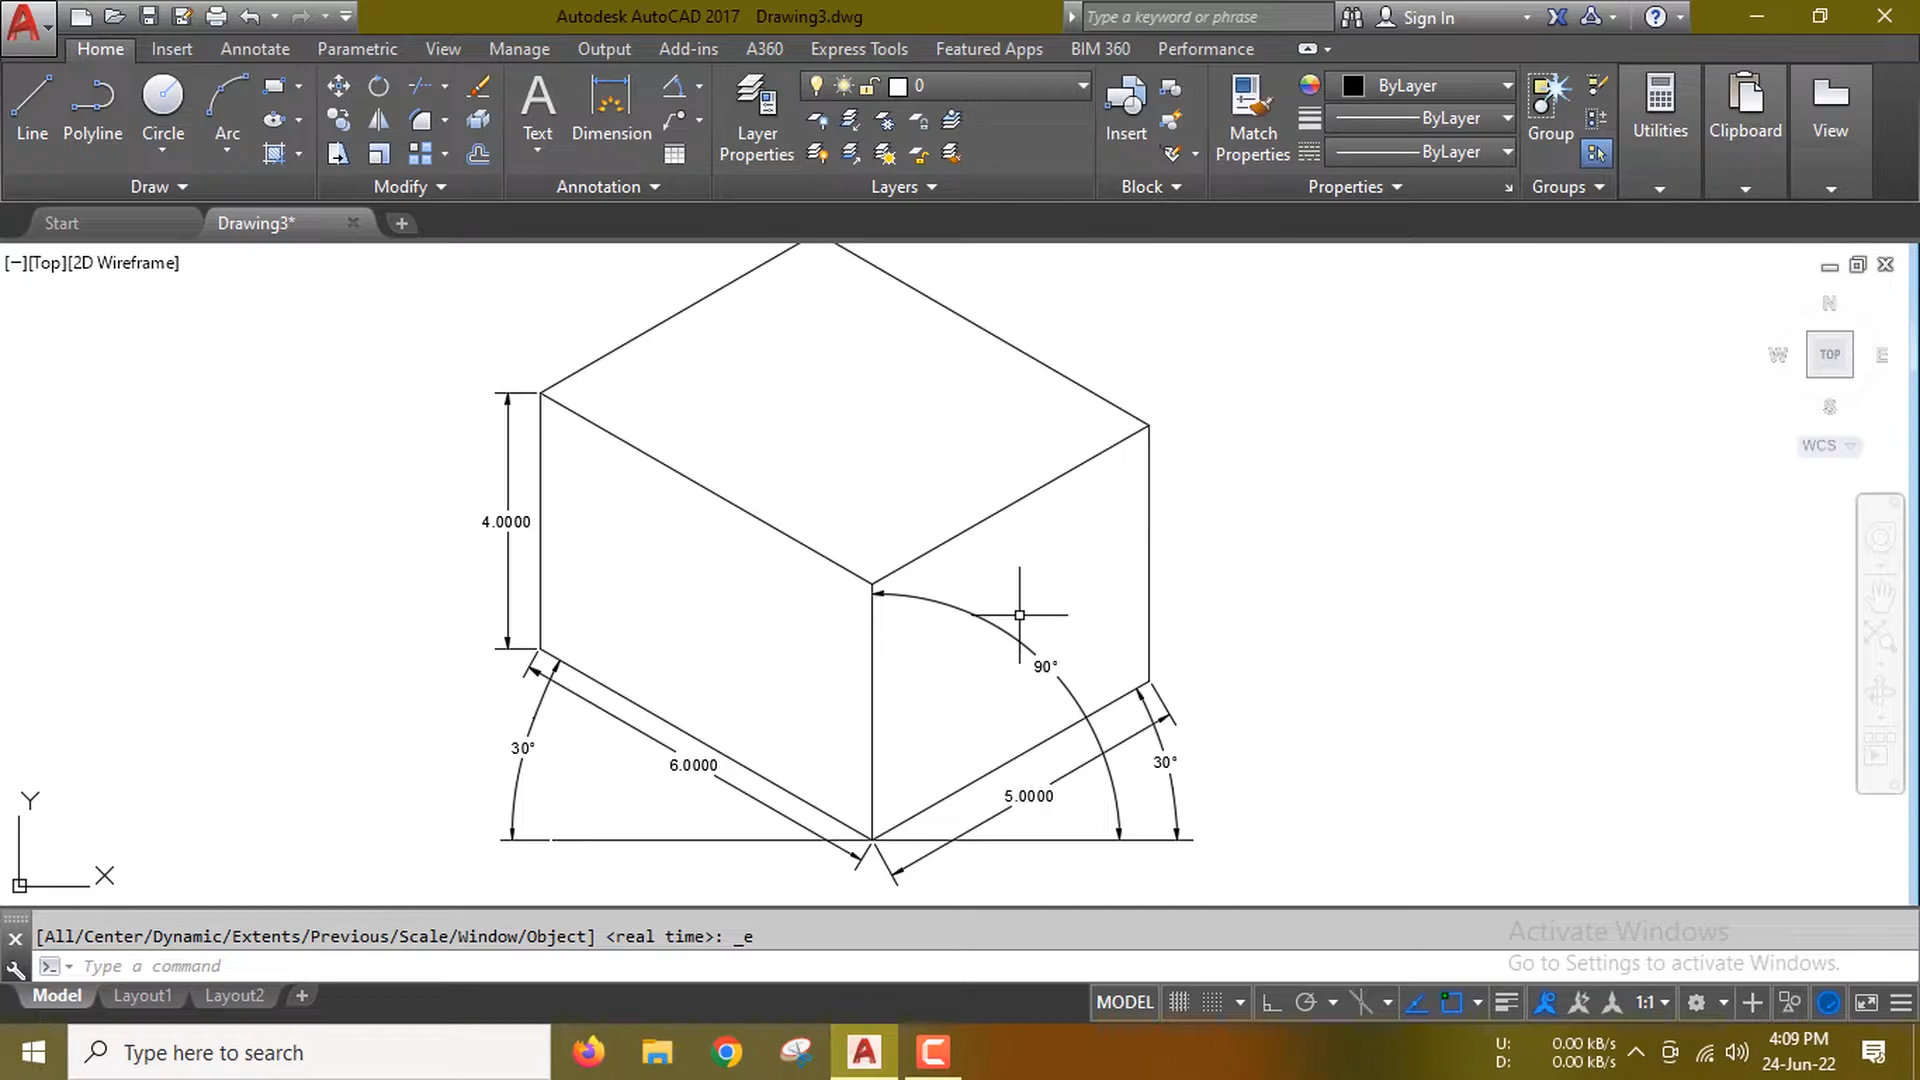 Autodesk AutoCAD 2017 Drawing3.dwg
Type a keyword or phrase
Sign In
Home Insert Annotate Parametric View Manage Output Add-ins A360 Express Tools Featured Apps BIM 360 Performance
Line Polyline Circle Arc
Text Dimension
Layer Properties
0
Insert
Match Properties
ByLayer
ByLayer
ByLayer
Group
Utilities
Clipboard
View
Draw Modify Annotation Layers Block Properties Groups
Start Drawing3*
[−][Top][2D Wireframe]
N
W TOP E
S
WCS
4.0000
90°
30°
6.0000
30°
5.0000
Y
X
[All/Center/Dynamic/Extents/Previous/Scale/Window/Object] <real time>: _e
Type a command
Activate Windows
Go to Settings to activate Windows.
Model Layout1 Layout2
MODEL
1:1
Type here to search
U: 0.00 kB/s
D: 0.00 kB/s
4:09 PM
24-Jun-22